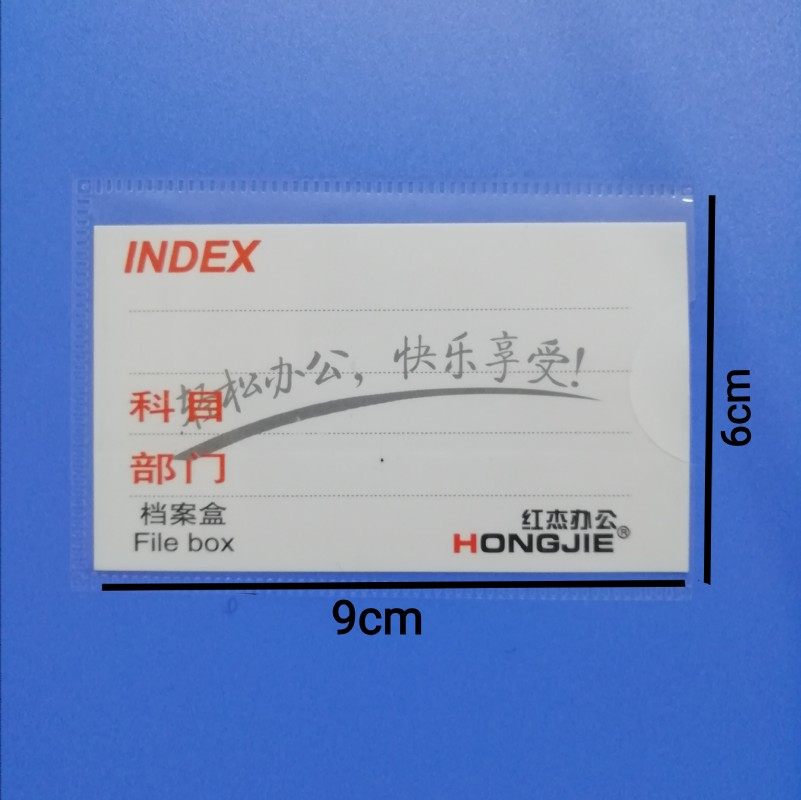 INDEX
轻松办公，快乐享受!
科目
部门
档案盒
File box
红杰办公
HONGJIE®
6cm
9cm